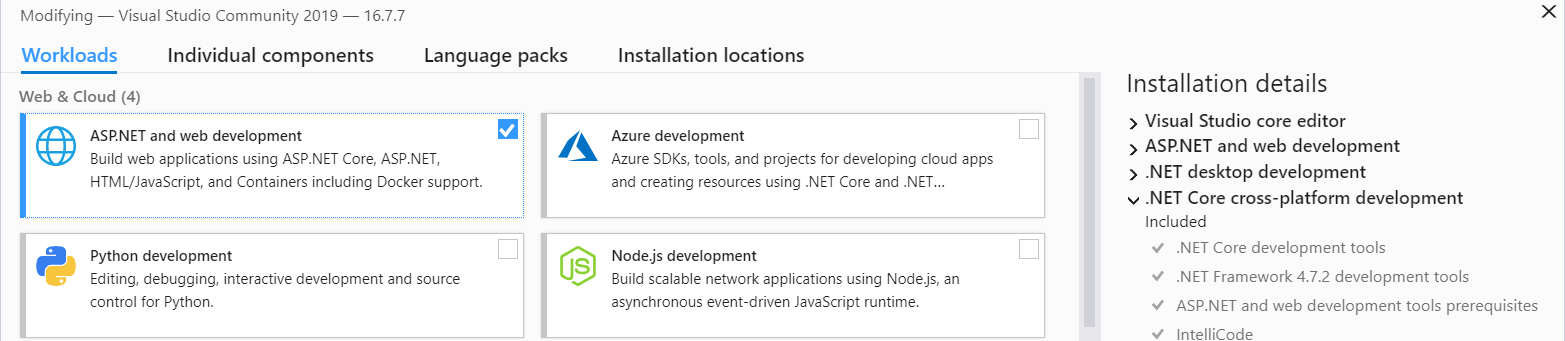 Modifying — Visual Studio Community 2019 — 16.7.7
Workloads
Individual components
Language packs
Installation locations
Web & Cloud (4)
ASP.NET and web development
Build web applications using ASP.NET Core, ASP.NET,
HTML/JavaScript, and Containers including Docker support.
Azure development
Azure SDKs, tools, and projects for developing cloud apps
and creating resources using .NET Core and .NET...
Python development
Editing, debugging, interactive development and source
control for Python.
JS
Node.js development
Build scalable network applications using Node.js, an
asynchronous event-driven JavaScript runtime.
Installation details
Visual Studio core editor
ASP.NET and web development
.NET desktop development
.NET Core cross-platform development
Included
.NET Core development tools
.NET Framework 4.7.2 development tools
ASP.NET and web development tools prerequisites
IntelliCode